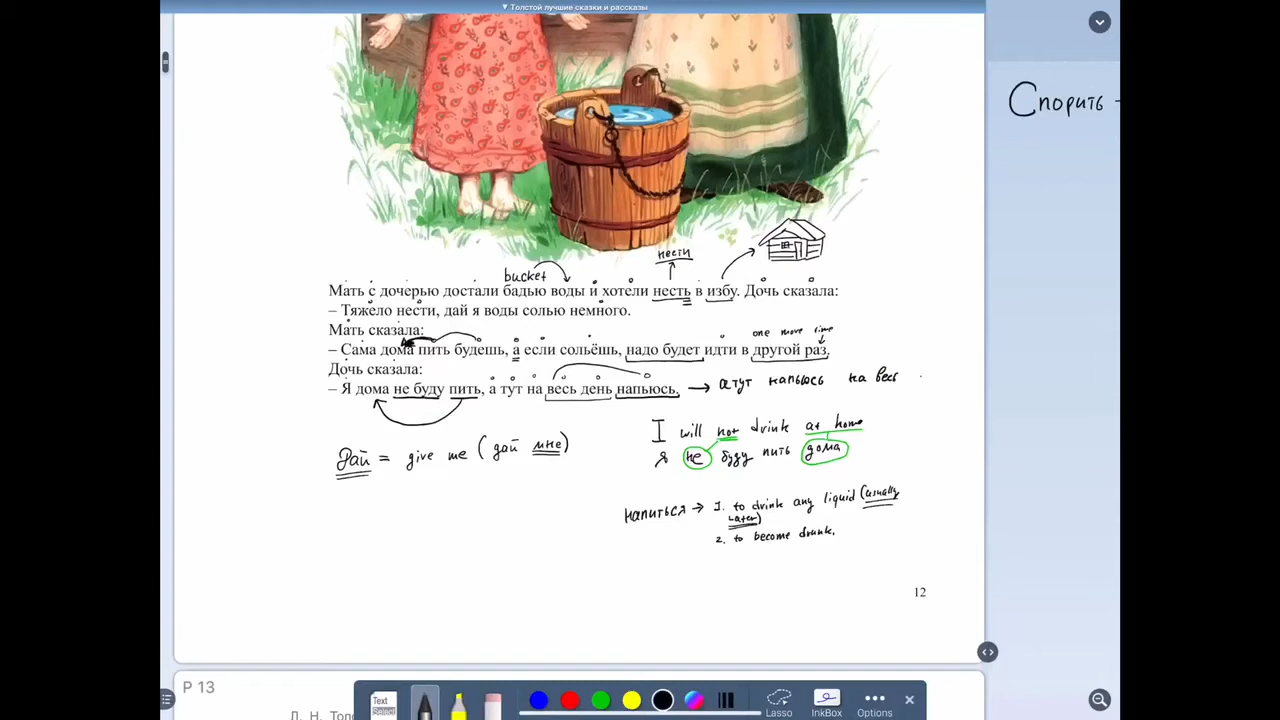 ▼ Толстой лучшие сказки и рассказы
Спорить -
нести
bucket
Мать с дочерью достали бадью воды и хотели несть в избу. Дочь сказала:
– Тяжело нести, дай я воды солью немного.
Мать сказала:
one more time
– Сама дома пить будешь, а если сольёшь, надо будет идти в другой раз.
Дочь сказала:
– Я дома не буду пить, а тут на весь день напьюсь. → а тут напьюсь на весь
I will not drink at home
Дай = give me (дай мне)
я не буду пить дома
напиться → 1. to drink any liquid (usually
water)
2. to become drunk.
12
P 13
Л. Н. Толс
Text
Select
Lasso
InkBox
Options